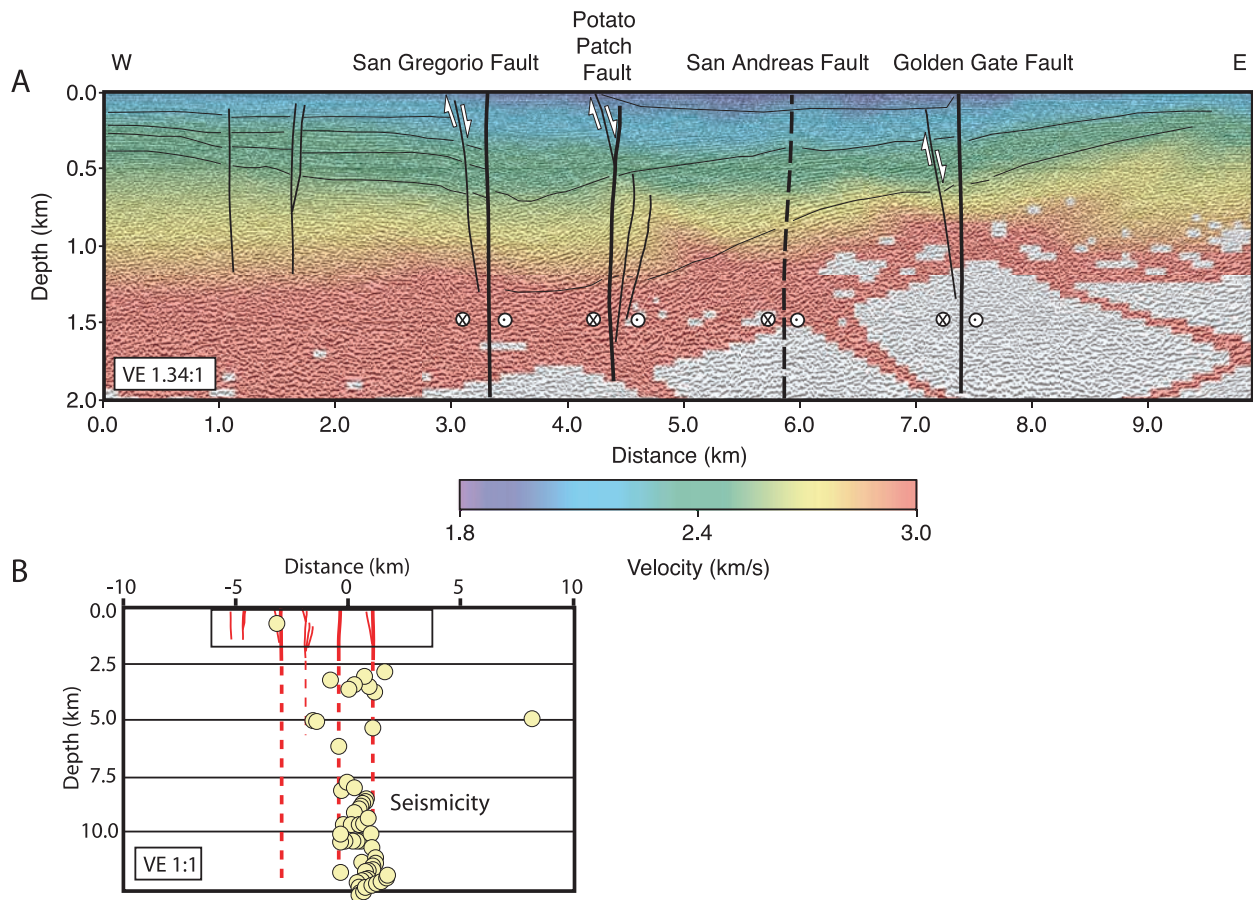 Potato
Patch
Fault
W San Gregorio Fault San Andreas Fault Golden Gate Fault E
A
0.0
0.5
1.0
1.5
2.0
Depth (km)
VE 1.34:1
0.0 1.0 2.0 3.0 4.0 5.0 6.0 7.0 8.0 9.0
Distance (km)
1.8 2.4 3.0
Velocity (km/s)
B
Distance (km)
-10 -5 0 5 10
0.0
2.5
5.0
7.5
10.0
Depth (km)
Seismicity
VE 1:1